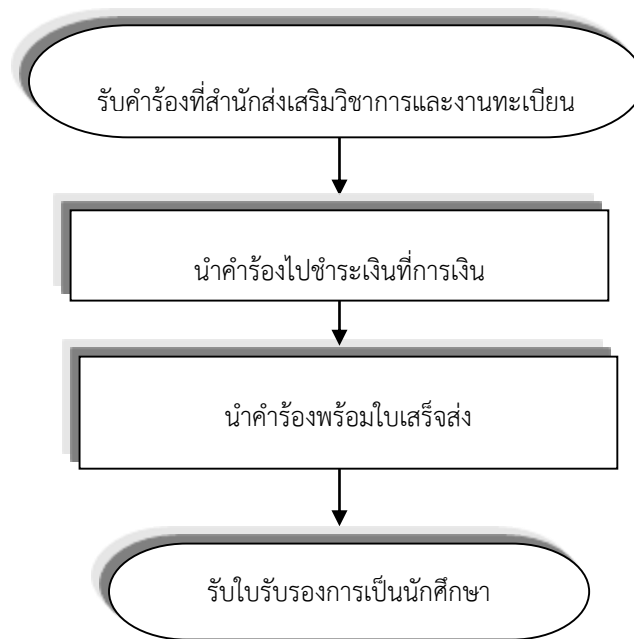 รับคำร้องที่สำนักส่งเสริมวิชาการและงานทะเบียน
นำคำร้องไปชำระเงินที่การเงิน
นำคำร้องพร้อมใบเสร็จส่ง
รับใบรับรองการเป็นนักศึกษา